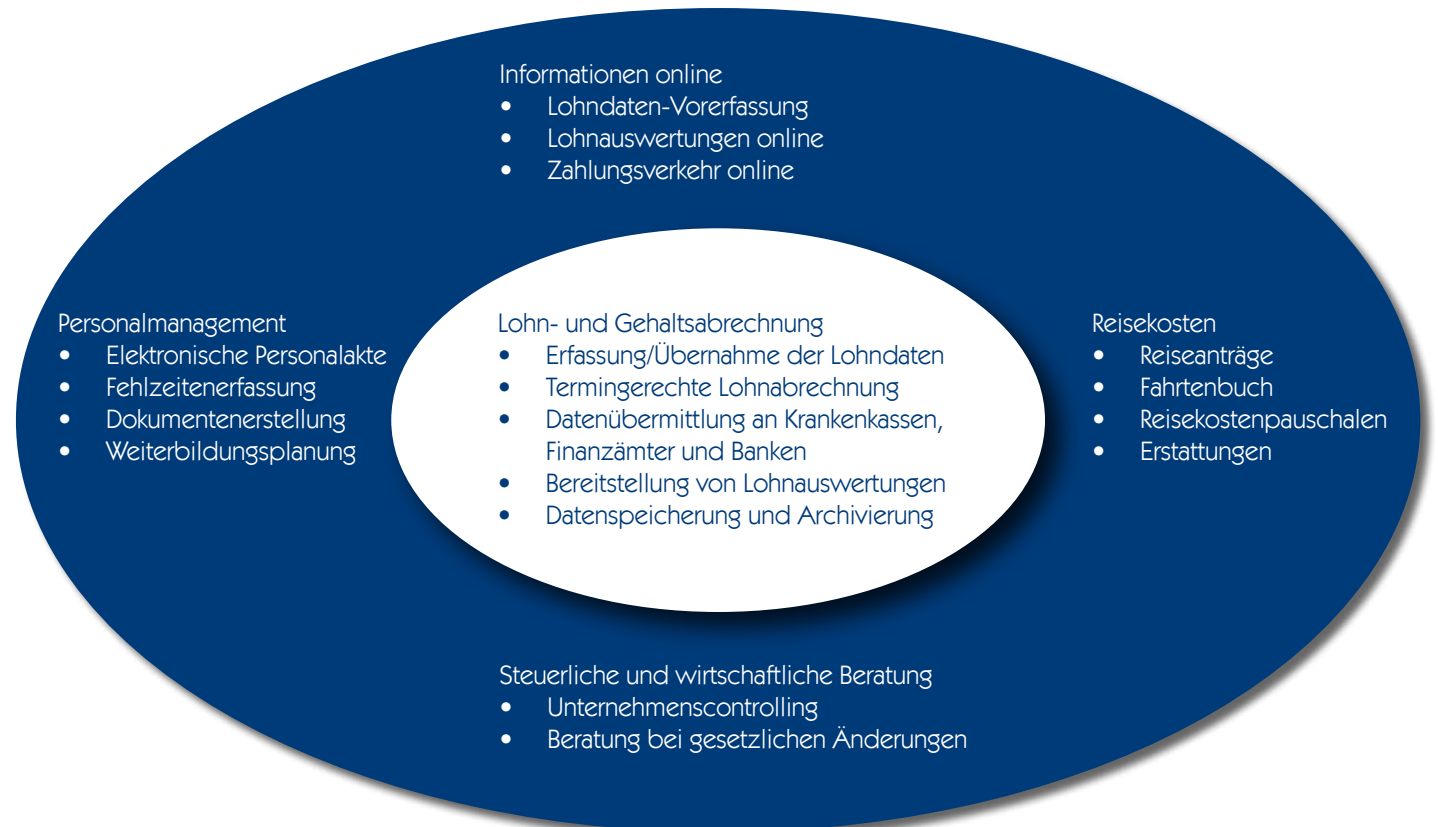 Informationen online
• Lohndaten-Vorerfassung
• Lohnauswertungen online
• Zahlungsverkehr online
Personalmanagement
• Elektronische Personalakte
• Fehlzeitenerfassung
• Dokumentenerstellung
• Weiterbildungsplanung
Lohn- und Gehaltsabrechnung
• Erfassung/Übernahme der Lohndaten
• Termingerechte Lohnabrechnung
• Datenübermittlung an Krankenkassen,
Finanzämter und Banken
• Bereitstellung von Lohnauswertungen
• Datenspeicherung und Archivierung
Reisekosten
• Reiseanträge
• Fahrtenbuch
• Reisekostenpauschalen
• Erstattungen
Steuerliche und wirtschaftliche Beratung
• Unternehmenscontrolling
• Beratung bei gesetzlichen Änderungen